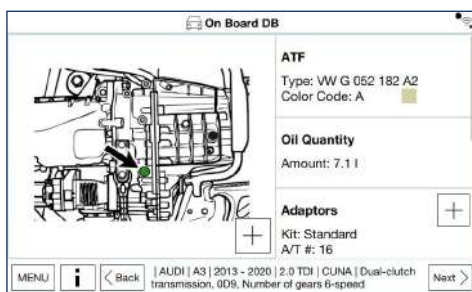 On Board DB
ATF
Type: VW G 052 182 A2
Color Code: A
Oil Quantity
Amount: 7.1 l
Adaptors
Kit: Standard
A/T #: 16
MENU
i
< Back
| AUDI | A3 | 2013 - 2020 | 2.0 TDI | CUNA | Dual-clutch
transmission, 0D9, Number of gears 6-speed
Next >